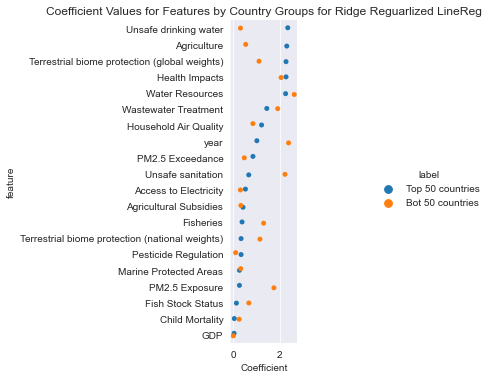 Coefficient Values for Features by Country Groups for Ridge Reguarlized LineReg
Unsafe drinking water
Agriculture
Terrestrial biome protection (global weights)
Health Impacts
Water Resources
Wastewater Treatment
Household Air Quality
year
PM2.5 Exceedance
Unsafe sanitation
Access to Electricity
Agricultural Subsidies
Fisheries
Terrestrial biome protection (national weights)
Pesticide Regulation
Marine Protected Areas
PM2.5 Exposure
Fish Stock Status
Child Mortality
GDP
feature
0 2
Coefficient
label
Top 50 countries
Bot 50 countries